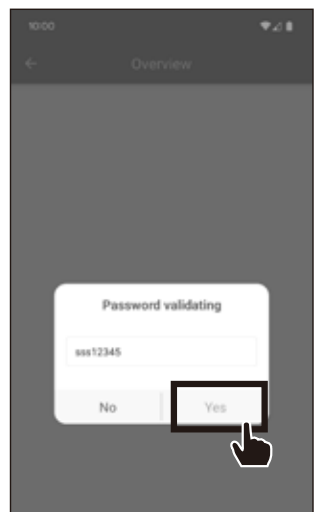 10:00
Overview
Password validating
sss12345
No Yes